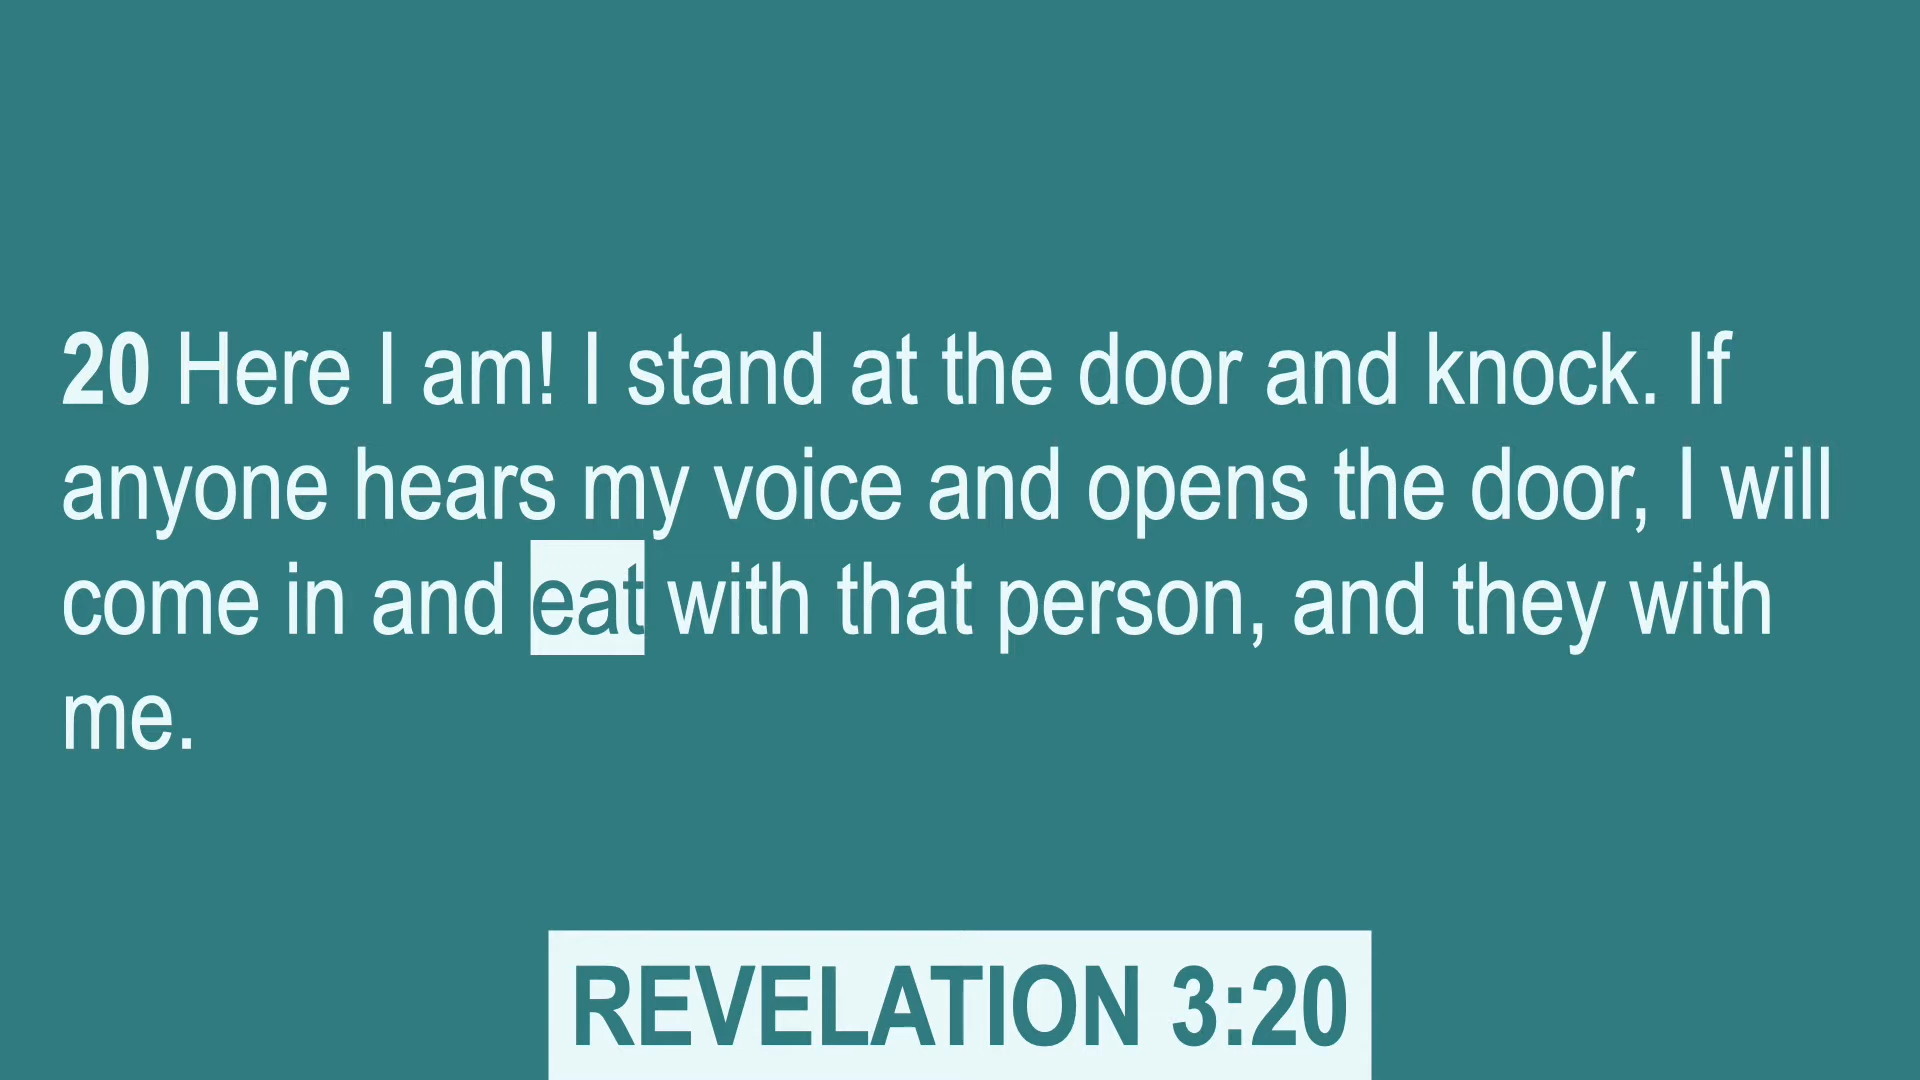 20 Here I am! I stand at the door and knock. If
anyone hears my voice and opens the door, I will
come in and eat with that person, and they with
me.
REVELATION 3:20